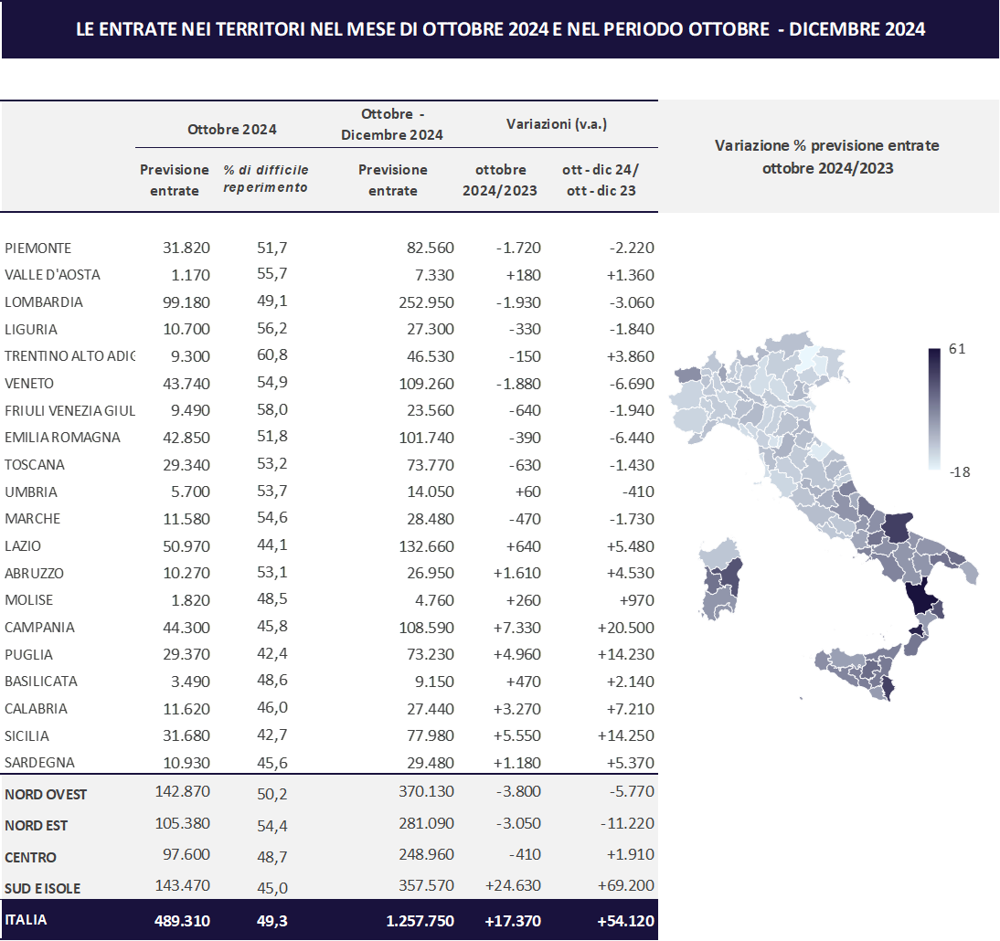 LE ENTRATE NEI TERRITORI NEL MESE DI OTTOBRE 2024 E NEL PERIODO OTTOBRE - DICEMBRE 2024
Ottobre 2024 Ottobre - Dicembre 2024 Variazioni (v.a.)
Previsione entrate % di difficile reperimento Previsione entrate ottobre 2024/2023 ott - dic 24/ ott - dic 23
Variazione % previsione entrate
ottobre 2024/2023
PIEMONTE 31.820 51,7 82.560 -1.720 -2.220
VALLE D'AOSTA 1.170 55,7 7.330 +180 +1.360
LOMBARDIA 99.180 49,1 252.950 -1.930 -3.060
LIGURIA 10.700 56,2 27.300 -330 -1.840
TRENTINO ALTO ADIG 9.300 60,8 46.530 -150 +3.860
VENETO 43.740 54,9 109.260 -1.880 -6.690
FRIULI VENEZIA GIUL 9.490 58,0 23.560 -640 -1.940
EMILIA ROMAGNA 42.850 51,8 101.740 -390 -6.440
TOSCANA 29.340 53,2 73.770 -630 -1.430
UMBRIA 5.700 53,7 14.050 +60 -410
MARCHE 11.580 54,6 28.480 -470 -1.730
LAZIO 50.970 44,1 132.660 +640 +5.480
ABRUZZO 10.270 53,1 26.950 +1.610 +4.530
MOLISE 1.820 48,5 4.760 +260 +970
CAMPANIA 44.300 45,8 108.590 +7.330 +20.500
PUGLIA 29.370 42,4 73.230 +4.960 +14.230
BASILICATA 3.490 48,6 9.150 +470 +2.140
CALABRIA 11.620 46,0 27.440 +3.270 +7.210
SICILIA 31.680 42,7 77.980 +5.550 +14.250
SARDEGNA 10.930 45,6 29.480 +1.180 +5.370
NORD OVEST 142.870 50,2 370.130 -3.800 -5.770
NORD EST 105.380 54,4 281.090 -3.050 -11.220
CENTRO 97.600 48,7 248.960 -410 +1.910
SUD E ISOLE 143.470 45,0 357.570 +24.630 +69.200
ITALIA 489.310 49,3 1.257.750 +17.370 +54.120
61
-18